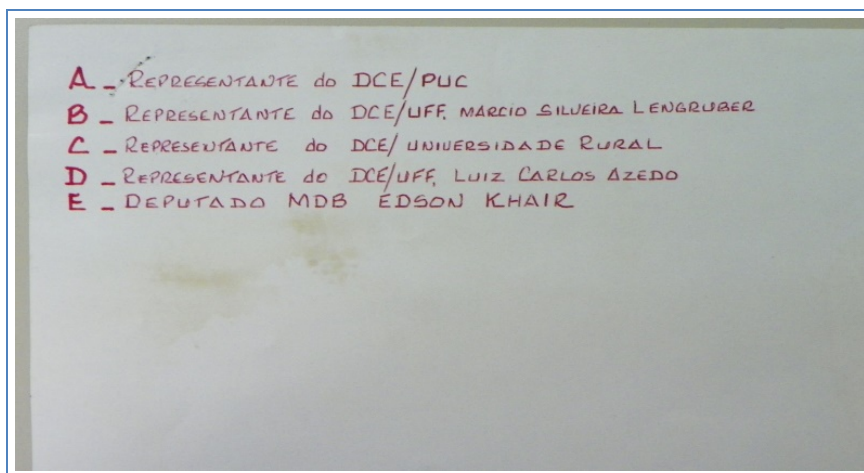 A - REPRESENTANTE do DCE/PUC
B - REPRESENTANTE do DCE/UFF, MARCIO SILVEIRA LENGRUBER
C - REPRESENTANTE do DCE/ UNIVERSIDADE RURAL
D - REPRESENTANTE do DCE/UFF, LUIZ CARLOS AZEDO
E - DEPUTADO MDB EDSON KHAIR